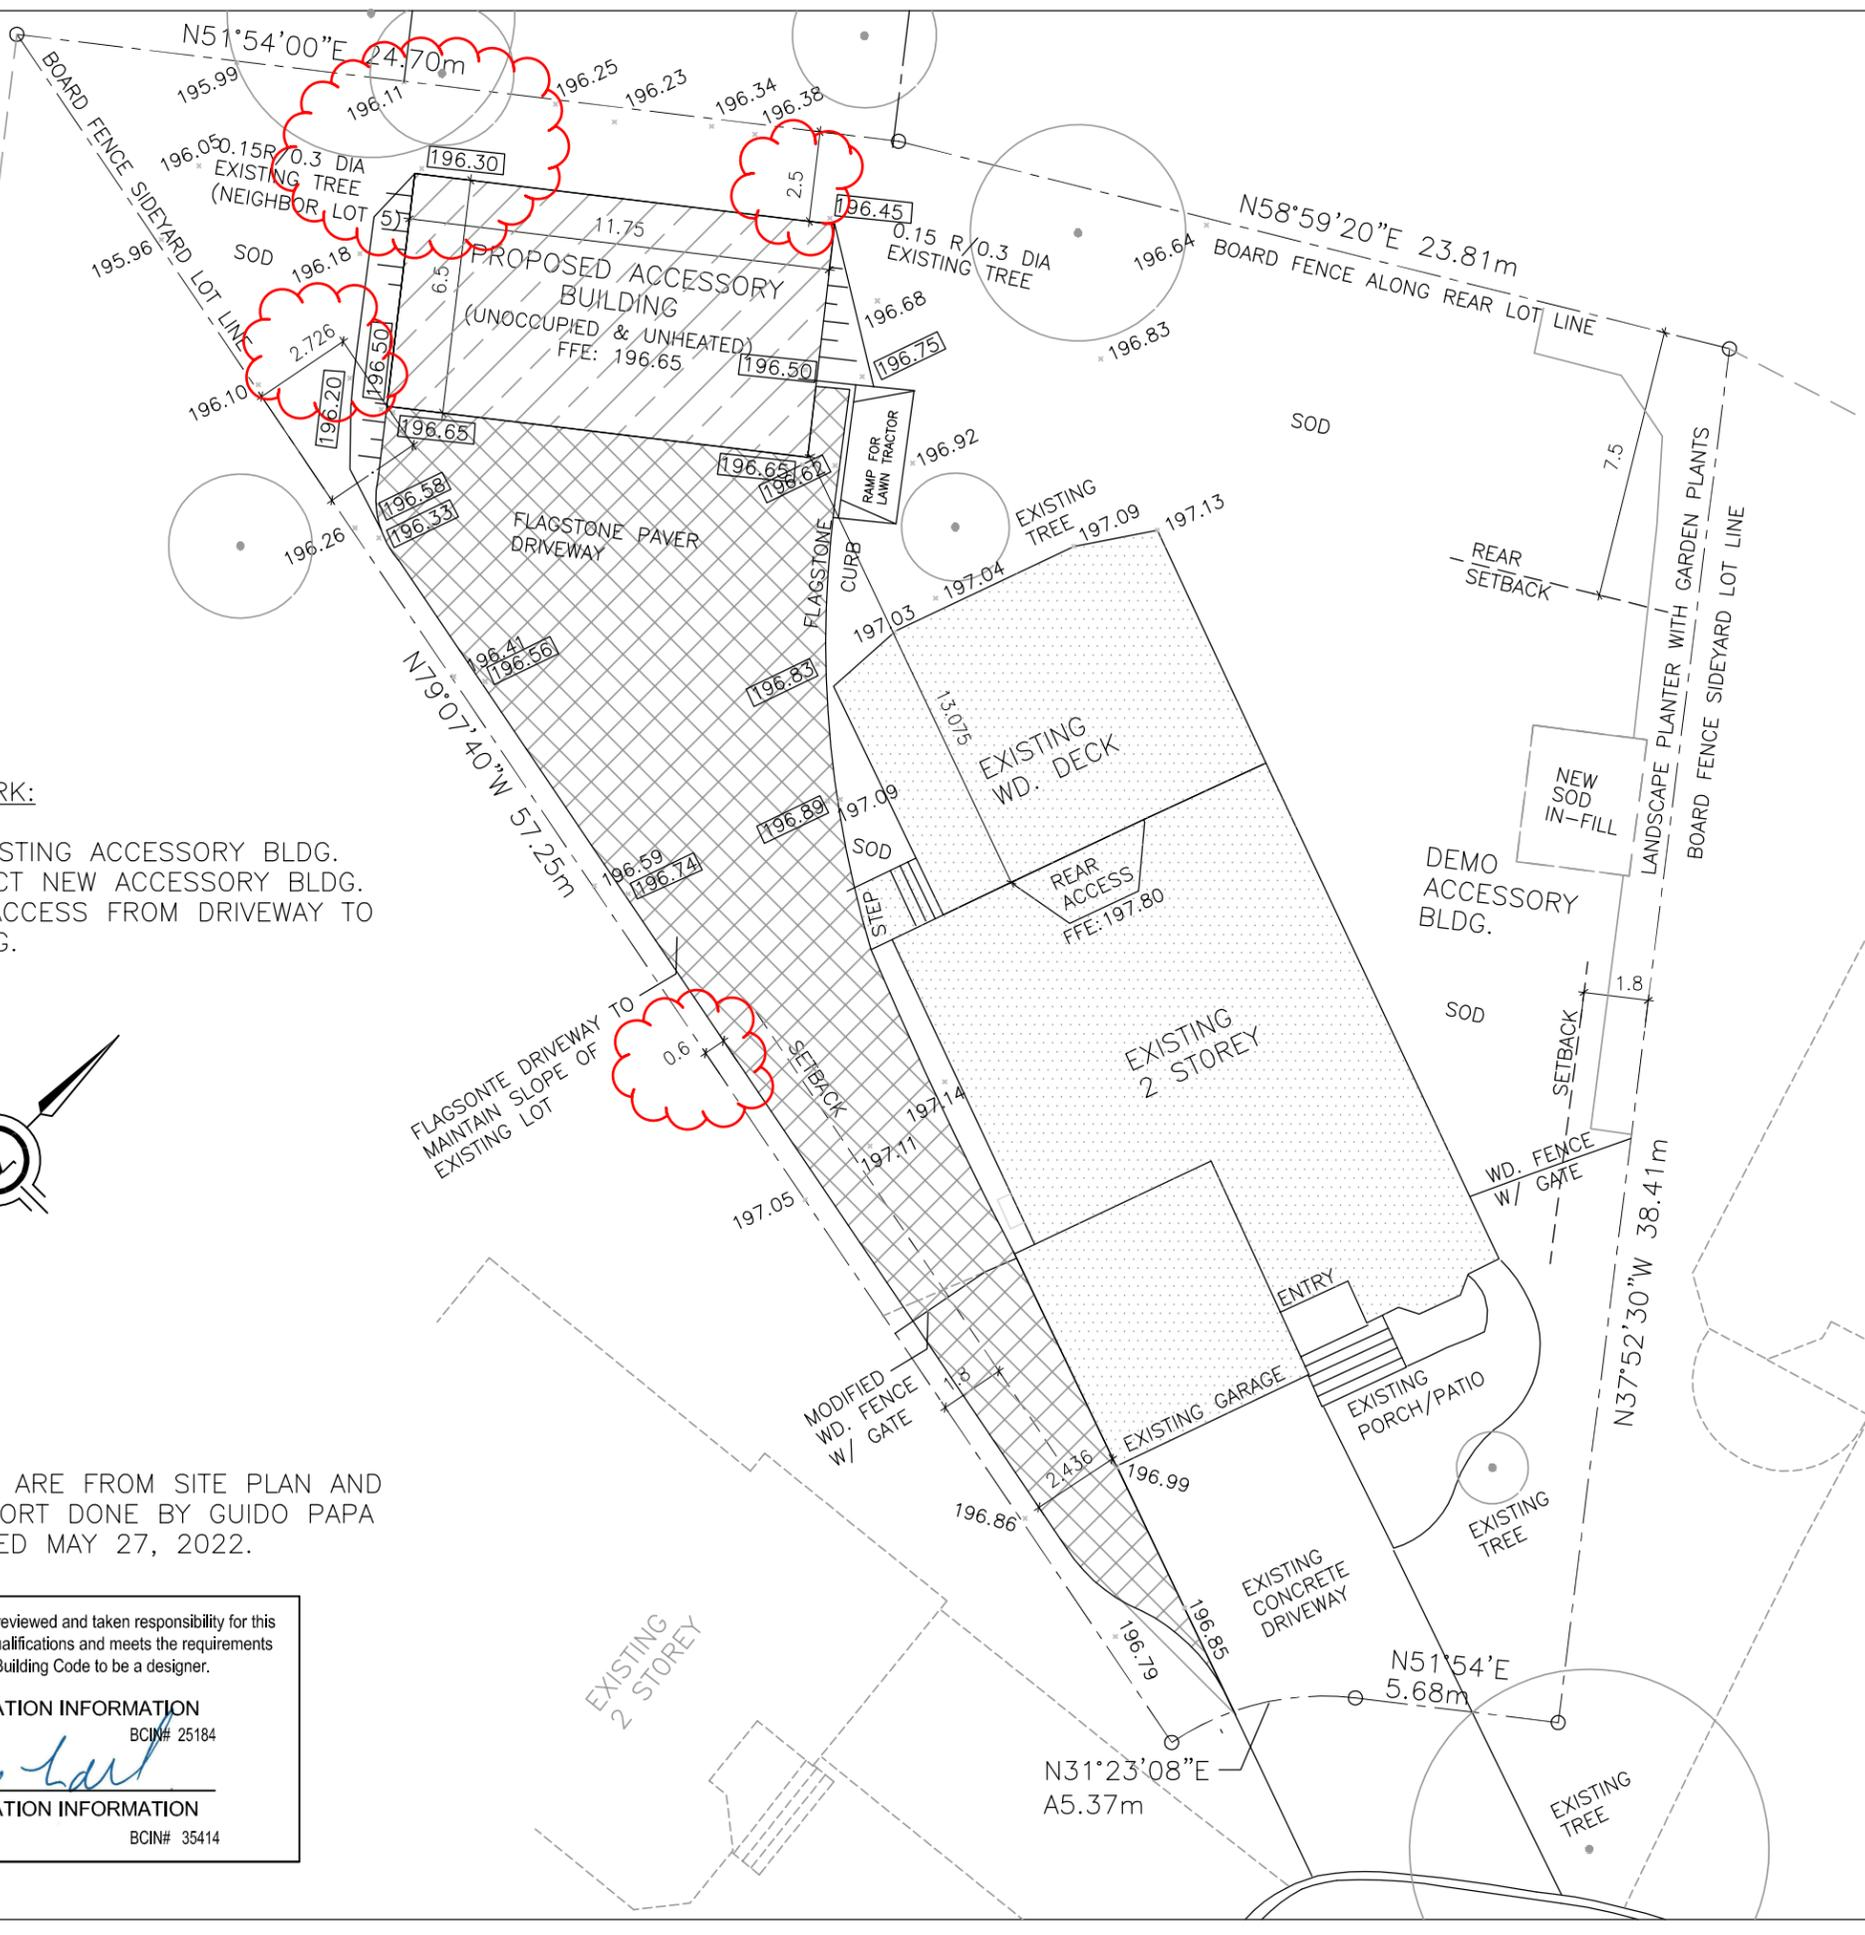 N51°54'00"E 24.70m
195.99
196.11
196.25
196.23
196.34
196.38
BOARD FENCE SIDEYARD LOT LINE
196.05
0.15R/0.3 DIA
EXISTING TREE
(NEIGHBOR LOT 5)
196.30
2.5
196.45
0.15 R/0.3 DIA
EXISTING TREE
N58°59'20"E 23.81m
BOARD FENCE ALONG REAR LOT LINE
196.64
195.96
SOD
196.18
11.75
6.5
PROPOSED ACCESSORY
BUILDING
(UNOCCUPIED & UNHEATED)
FFE: 196.65
196.68
196.83
196.75
196.50
2.726
196.50
196.20
196.10
196.65
196.65
196.62
RAMP FOR
LAWN TRACTOR
196.92
SOD
7.5
196.58
196.33
196.26
FLAGSTONE PAVER
DRIVEWAY
FLAGSTONE
CURB
EXISTING
TREE
197.09
197.13
197.04
197.03
REAR
SETBACK
LANDSCAPE PLANTER WITH GARDEN PLANTS
BOARD FENCE SIDEYARD LOT LINE
196.41
196.56
196.83
N79°07'40"W 57.25m
13.075
EXISTING
WD. DECK
NEW
SOD
IN-FILL
RK:
STING ACCESSORY BLDG.
CT NEW ACCESSORY BLDG.
ACCESS FROM DRIVEWAY TO
G.
196.89
197.09
SOD
196.59
196.74
STEP
REAR
ACCESS
FFE:197.80
DEMO
ACCESSORY
BLDG.
1.8
SOD
SETBACK
FLAGSONTE DRIVEWAY TO
MAINTAIN SLOPE OF
EXISTING LOT
0.6
SETBACK
EXISTING
2 STOREY
197.14
197.11
197.05
WD. FENCE
W/ GATE
N37°52'30"W 38.41m
ENTRY
MODIFIED
WD. FENCE
W/ GATE
1.8
EXISTING GARAGE
EXISTING
PORCH/PATIO
2.436
196.99
196.86
EXISTING
TREE
ARE FROM SITE PLAN AND
ORT DONE BY GUIDO PAPA
ED MAY 27, 2022.
EXISTING
CONCRETE
DRIVEWAY
196.85
196.79
EXISTING
2 STOREY
N51°54'E
5.68m
N31°23'08"E
A5.37m
EXISTING
TREE
eviewed and taken responsibility for this
alifications and meets the requirements
Building Code to be a designer.
ATION INFORMATION
BCIN# 25184
ATION INFORMATION
BCIN# 35414